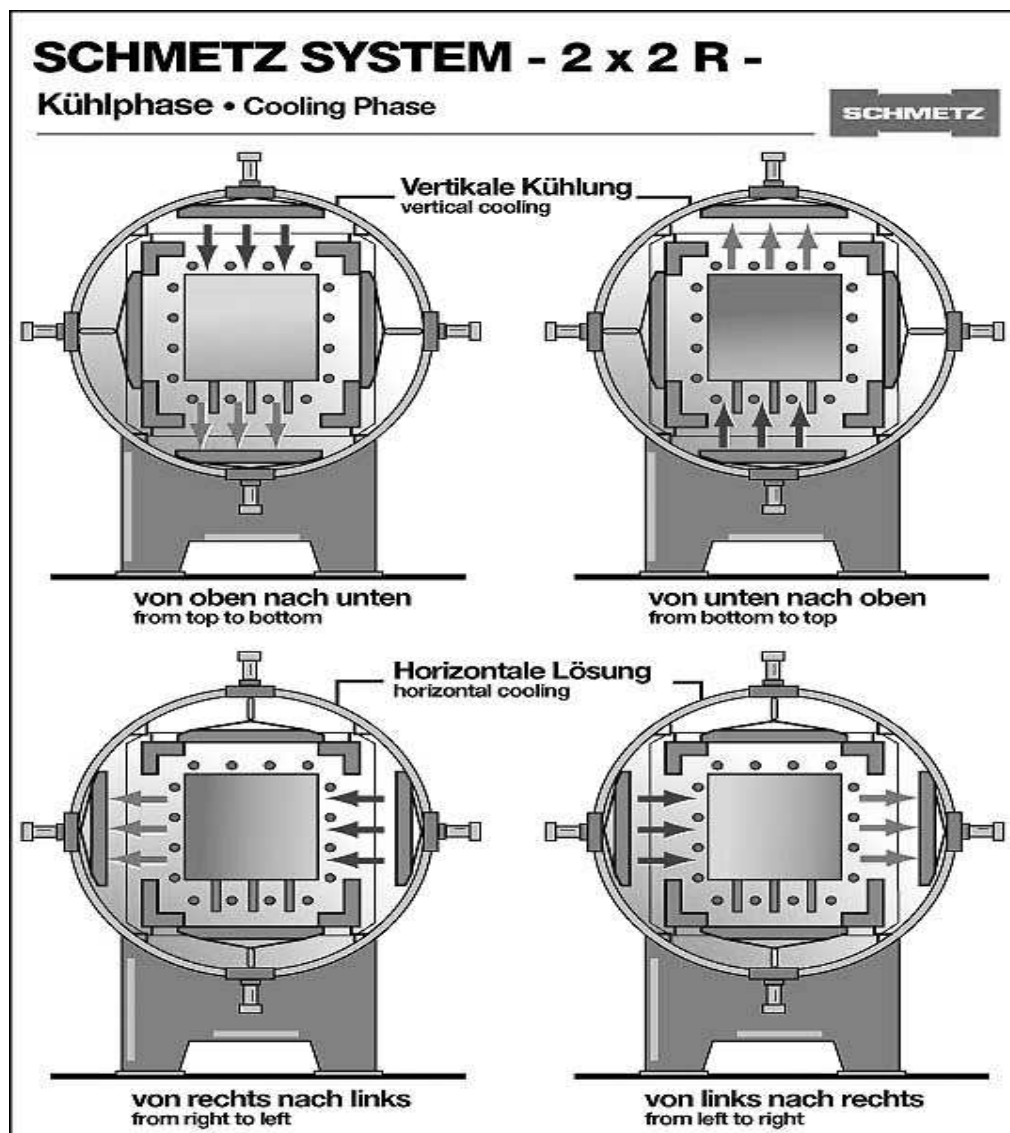 SCHMETZ SYSTEM - 2 x 2 R -
Kühlphase • Cooling Phase
SCHMETZ
Vertikale Kühlung
vertical cooling
von oben nach unten
from top to bottom
von unten nach oben
from bottom to top
Horizontale Lösung
horizontal cooling
von rechts nach links
from right to left
von links nach rechts
from left to right